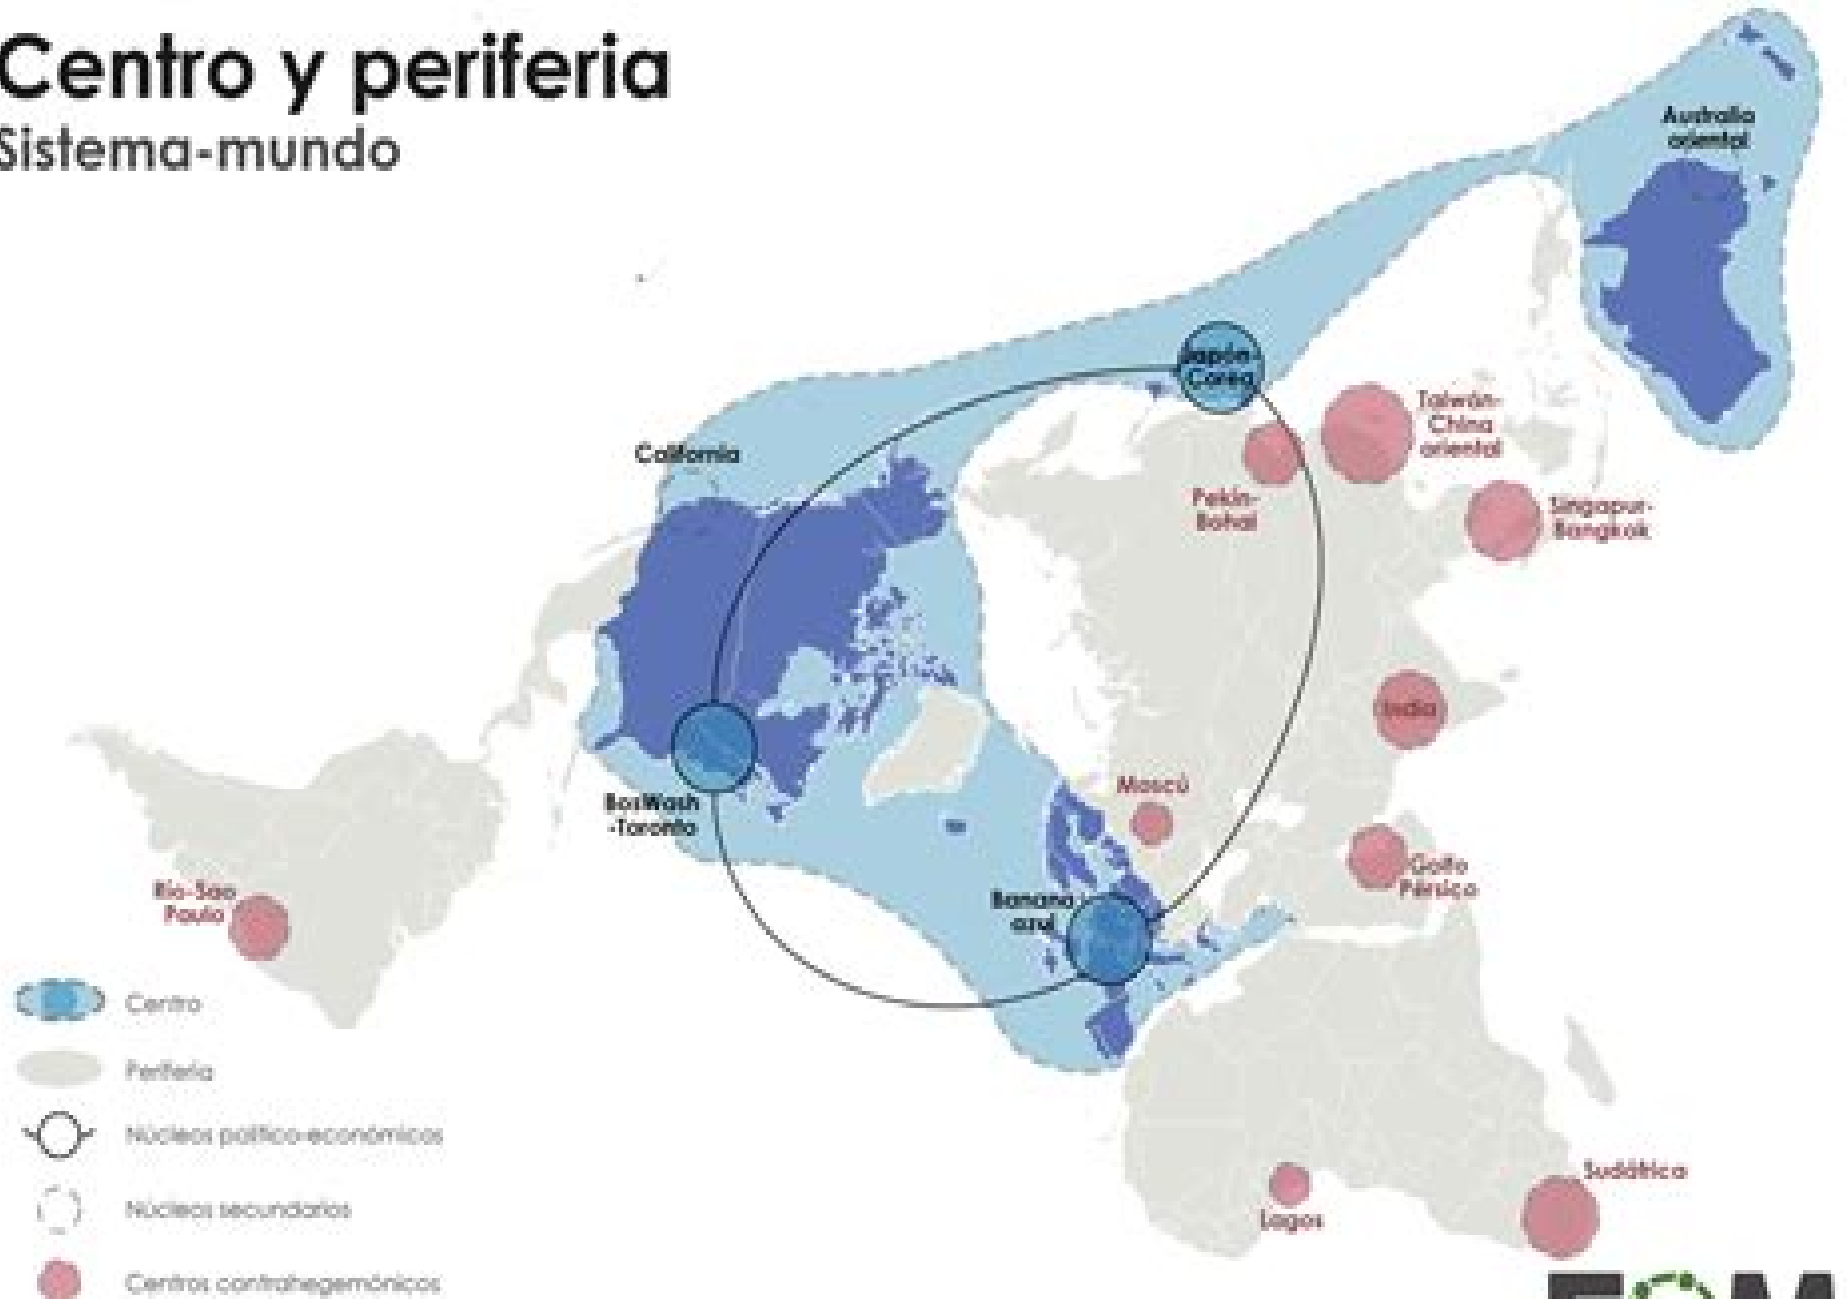 Centro y periferia
Sistema-mundo
Australia
oriental
Japón-
Corea
Taiwán-
China
oriental
California
Pekín-
Bohai
Singapur-
Bangkok
India
Moscú
BosWash
-Toronto
Golfo
Pérsico
Río-Sao
Paulo
Banana
azul
Centro
Periferia
Núcleos político-económicos
Núcleos secundarios
Centros contrahegemónicos
Sudáfrica
Lagos